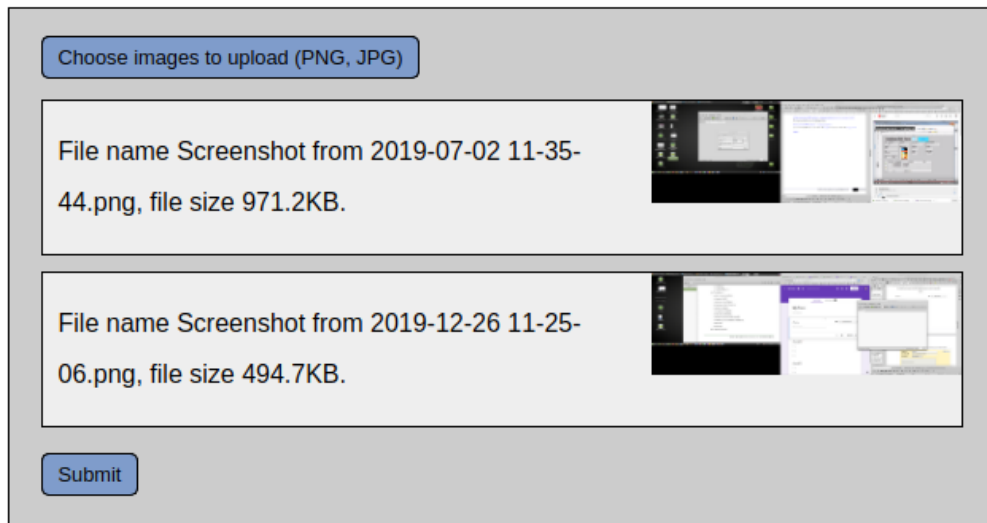 Choose images to upload (PNG, JPG)
File name Screenshot from 2019-07-02 11-35-
44.png, file size 971.2KB.
File name Screenshot from 2019-12-26 11-25-
06.png, file size 494.7KB.
Submit